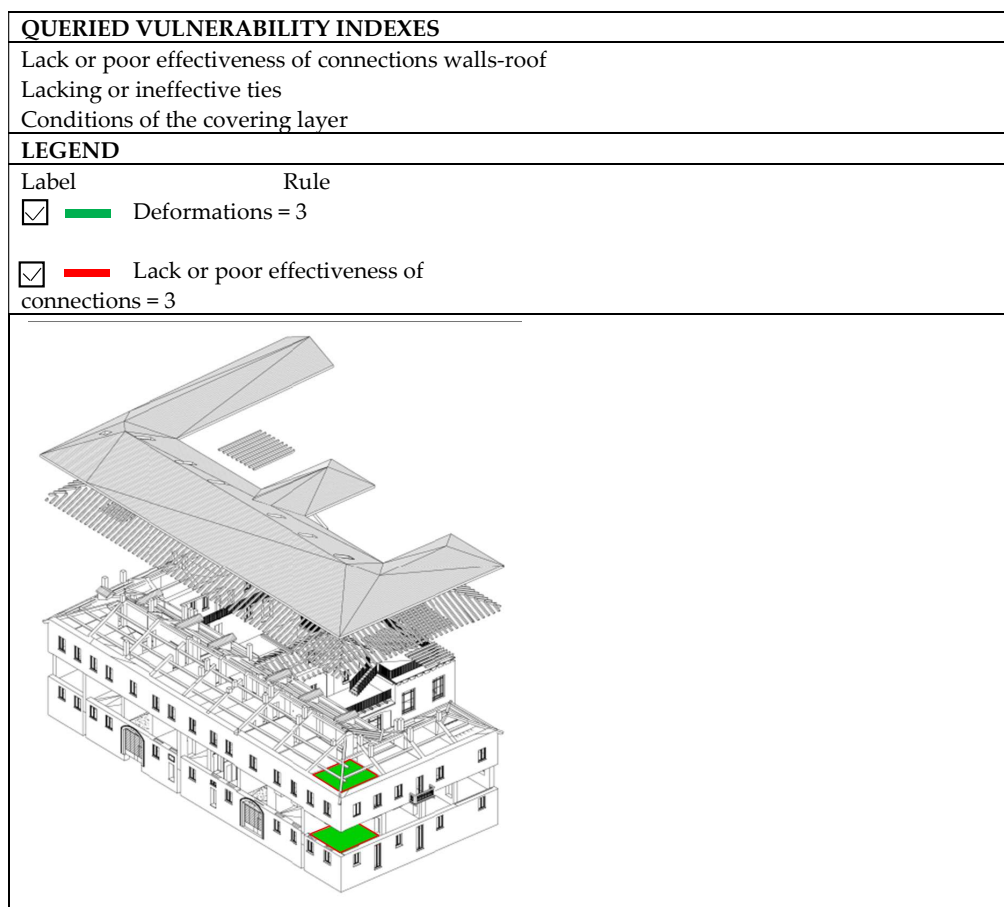 QUERIED VULNERABILITY INDEXES
Lack or poor effectiveness of connections walls-roof
Lacking or ineffective ties
Conditions of the covering layer
LEGEND
Label Rule
Deformations = 3
Lack or poor effectiveness of
connections = 3